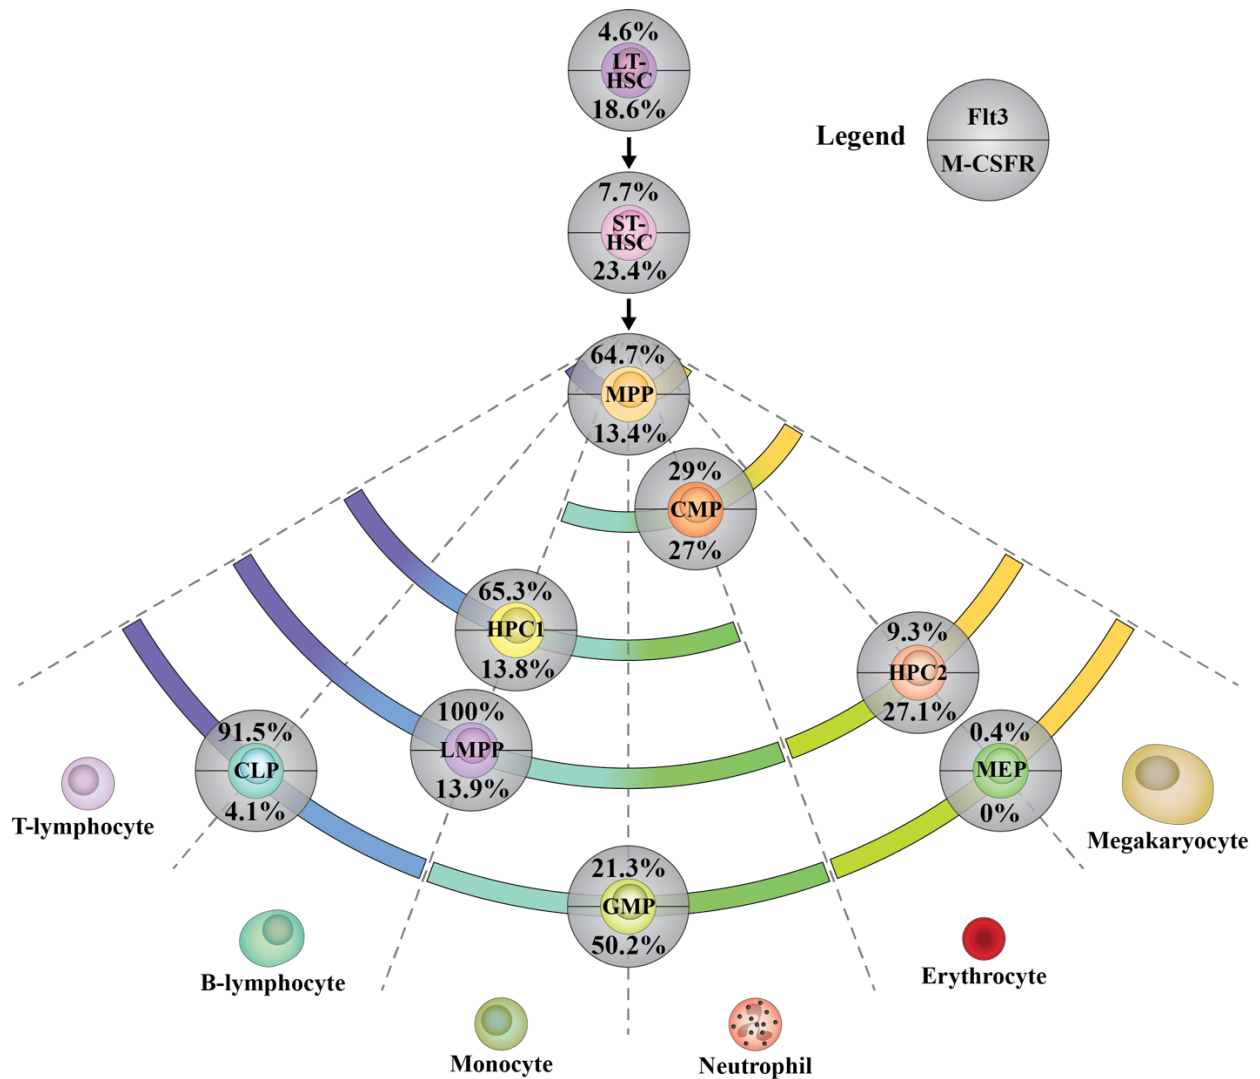 4.6%
LT-
HSC
18.6%
Legend
Flt3
M-CSFR
7.7%
ST-
HSC
23.4%
64.7%
MPP
13.4%
29%
CMP
27%
65.3%
HPC1
13.8%
9.3%
HPC2
27.1%
100%
LMPP
13.9%
91.5%
CLP
4.1%
0.4%
MEP
0%
21.3%
GMP
50.2%
T-lymphocyte
B-lymphocyte
Monocyte
Neutrophil
Erythrocyte
Megakaryocyte